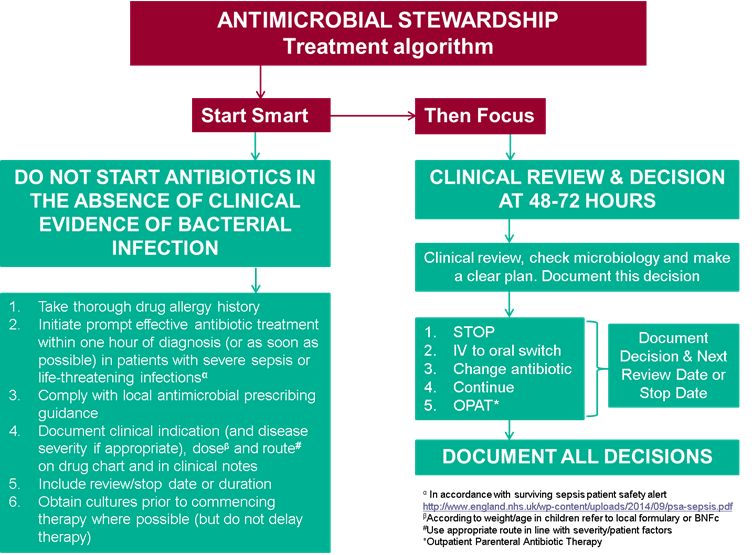 ANTIMICROBIAL STEWARDSHIP
Treatment algorithm
Start Smart
Then Focus
DO NOT START ANTIBIOTICS IN
THE ABSENCE OF CLINICAL
EVIDENCE OF BACTERIAL
INFECTION
1. Take thorough drug allergy history
2. Initiate prompt effective antibiotic treatment
within one hour of diagnosis (or as soon as
possible) in patients with severe sepsis or
life-threatening infectionsα
3. Comply with local antimicrobial prescribing
guidance
4. Document clinical indication (and disease
severity if appropriate), doseβ and route#
on drug chart and in clinical notes
5. Include review/stop date or duration
6. Obtain cultures prior to commencing
therapy where possible (but do not delay
therapy)
CLINICAL REVIEW & DECISION
AT 48-72 HOURS
Clinical review, check microbiology and make
a clear plan. Document this decision
1. STOP
2. IV to oral switch
3. Change antibiotic
4. Continue
5. OPAT*
Document
Decision & Next
Review Date or
Stop Date
DOCUMENT ALL DECISIONS
α In accordance with surviving sepsis patient safety alert
http://www.england.nhs.uk/wp-content/uploads/2014/09/psa-sepsis.pdf
βAccording to weight/age in children refer to local formulary or BNFc
#Use appropriate route in line with severity/patient factors
*Outpatient Parenteral Antibiotic Therapy